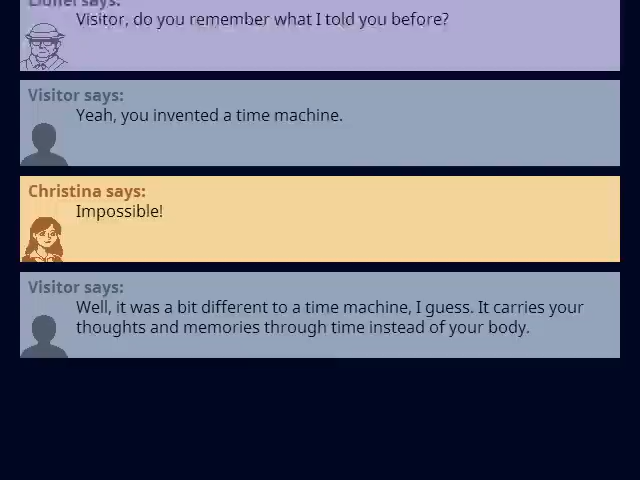 Lionel says:
Visitor, do you remember what I told you before?
Visitor says:
Yeah, you invented a time machine.
Christina says:
Impossible!
Visitor says:
Well, it was a bit different to a time machine, I guess. It carries your
thoughts and memories through time instead of your body.